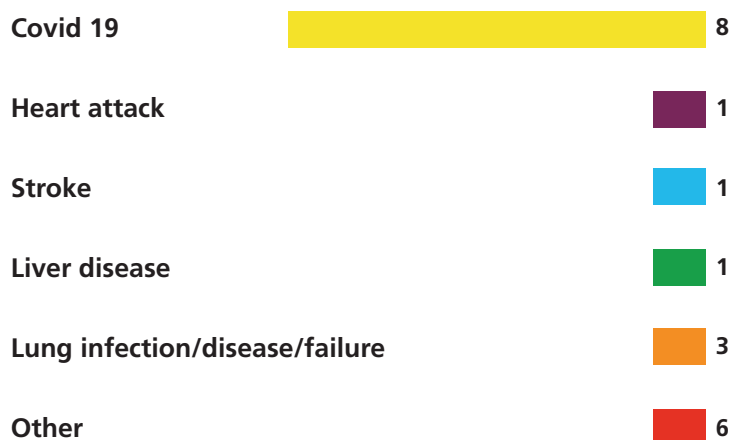 Covid 19 8
Heart attack 1
Stroke 1
Liver disease 1
Lung infection/disease/failure 3
Other 6